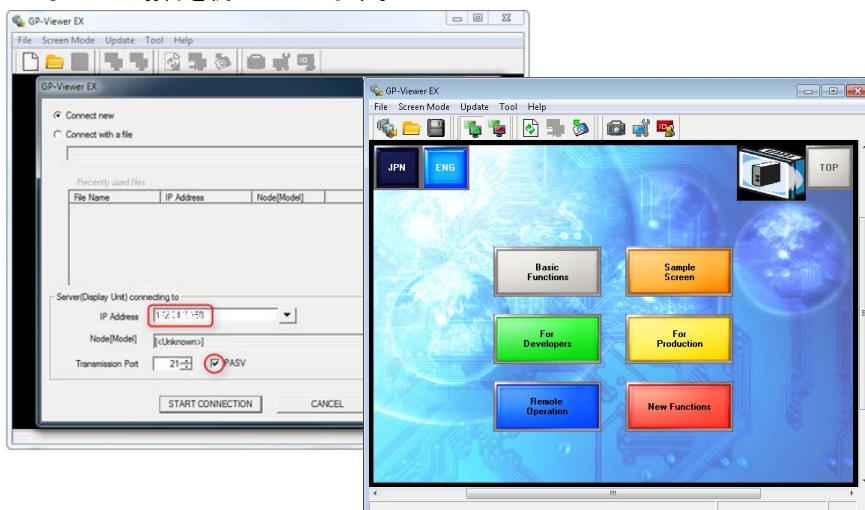 GP-Viewer EX
File Screen Mode Update Tool Help
GP-Viewer EX
Connect new
Connect with a file
Recently used files
File Name IP Address Node[Model]
Server(Display Unit) connecting to
IP Address
Node[Model] [<Unknown>]
Transmission Port 21 PASV
START CONNECTION CANCEL
GP-Viewer EX
File Screen Mode Update Tool Help
JPN ENG TOP
Basic
Functions
Sample
Screen
For
Developers
For
Production
Remote
Operation
New Functions